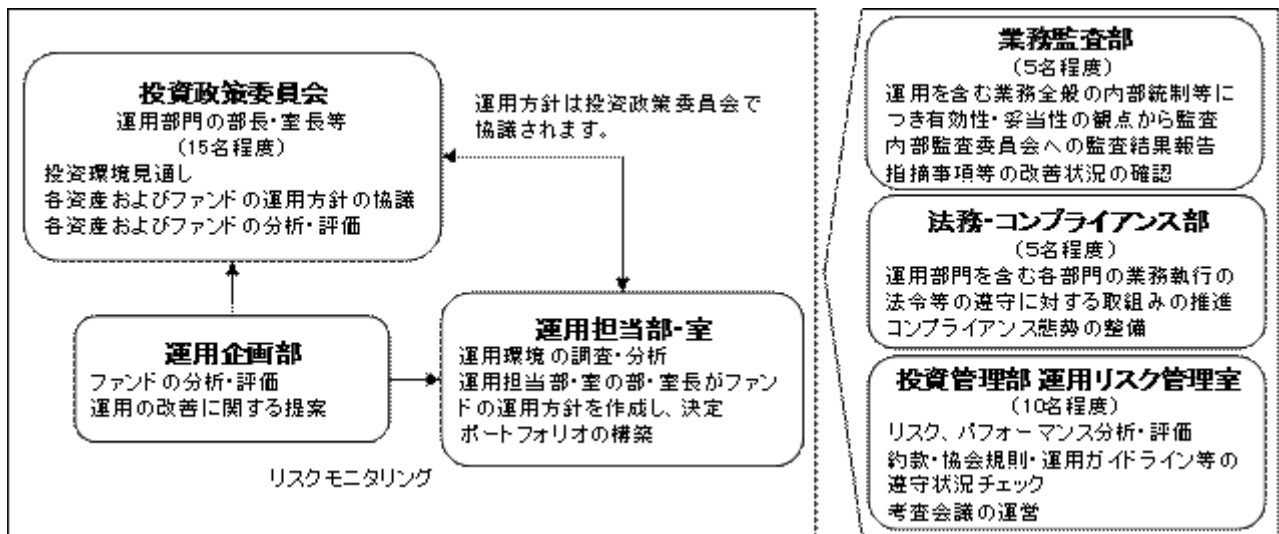 投資政策委員会
運用部門の部長・室長等
(15名程度)
投資環境見通し
各資産およびファンドの運用方針の協議
各資産およびファンドの分析・評価
運用方針は投資政策委員会で
協議されます。
運用企画部
ファンドの分析・評価
運用の改善に関する提案
運用担当部・室
運用環境の調査・分析
運用担当部・室の部・室長がファン
ドの運用方針を作成し、決定
ポートフォリオの構築
リスクモニタリング
業務監査部
(5名程度)
運用を含む業務全般の内部統制等に
つき有効性・妥当性の観点から監査
内部監査委員会への監査結果報告
指摘事項等の改善状況の確認
法務・コンプライアンス部
(5名程度)
運用部門を含む各部門の業務執行の
法令等の遵守に対する取組みの推進
コンプライアンス態勢の整備
投資管理部 運用リスク管理室
(10名程度)
リスク、パフォーマンス分析・評価
約款・協会規則・運用ガイドライン等の
遵守状況チェック
考査会議の運営